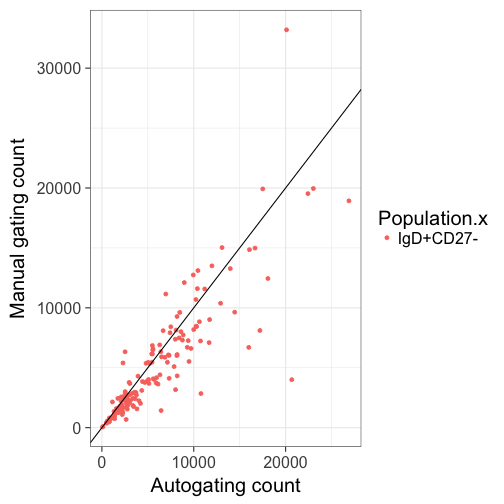 Manual gating count
30000
20000
10000
0
0
10000
20000
Autogating count
Population.x
IgD+CD27-